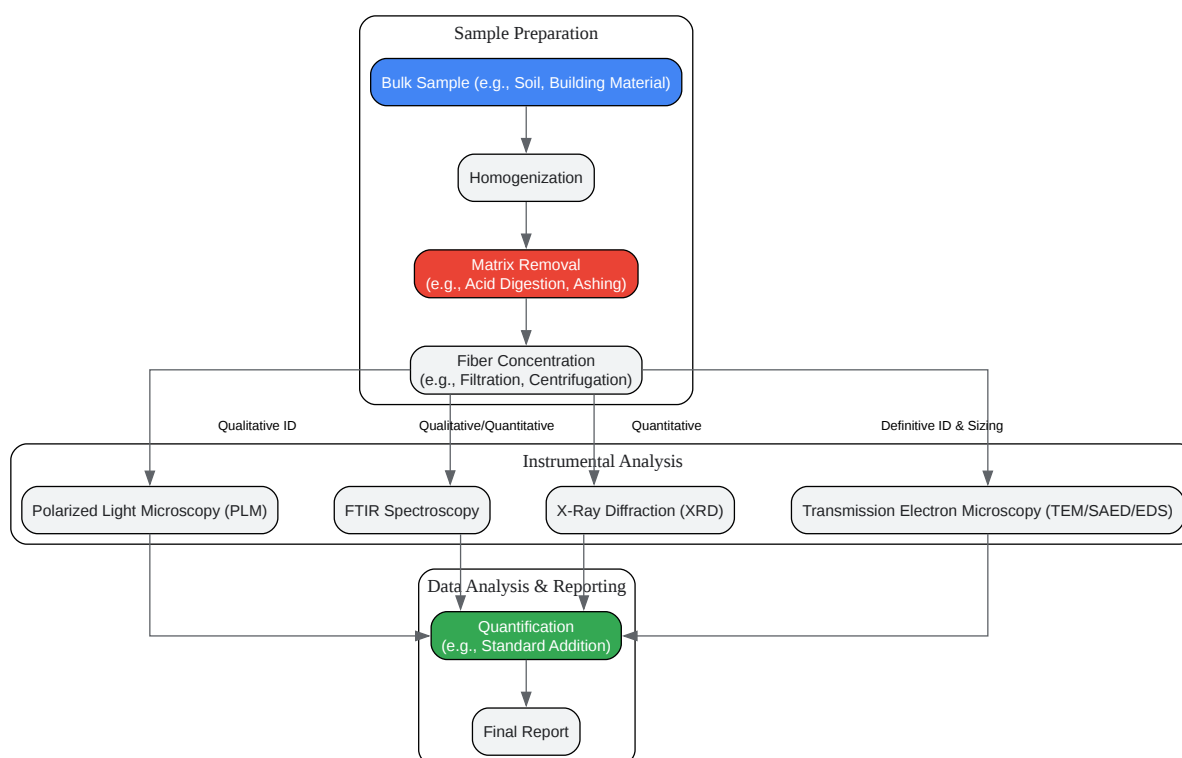 Sample Preparation
Bulk Sample (e.g., Soil, Building Material)
Homogenization
Matrix Removal
(e.g., Acid Digestion, Ashing)
Fiber Concentration
(e.g., Filtration, Centrifugation)
Qualitative ID
Qualitative/Quantitative
Quantitative
Definitive ID & Sizing
Instrumental Analysis
Polarized Light Microscopy (PLM)
FTIR Spectroscopy
X-Ray Diffraction (XRD)
Transmission Electron Microscopy (TEM/SAED/EDS)
Data Analysis & Reporting
Quantification
(e.g., Standard Addition)
Final Report